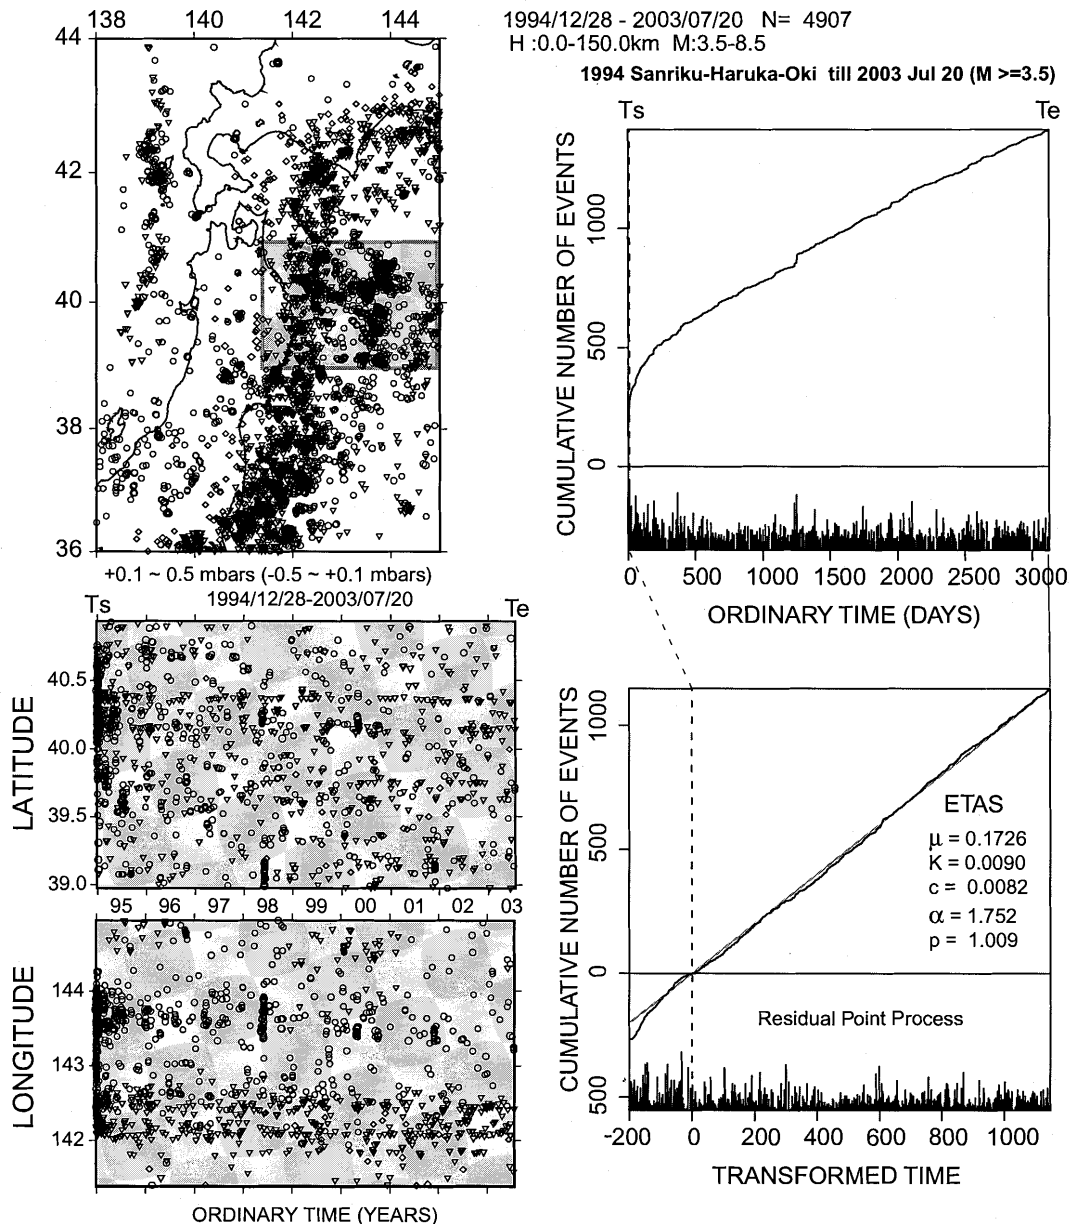 138 140 142 144
44
42
40
38
36
+0.1 ~ 0.5 mbars (-0.5 ~ +0.1 mbars)
1994/12/28-2003/07/20
Ts Te
LATITUDE
40.5
40.0
39.5
39.0
95 96 97 98 99 00 01 02 03
LONGITUDE
144
143
142
ORDINARY TIME (YEARS)
1994/12/28 - 2003/07/20 N= 4907
H :0.0-150.0km M:3.5-8.5
1994 Sanriku-Haruka-Oki till 2003 Jul 20 (M >=3.5)
Ts Te
CUMULATIVE NUMBER OF EVENTS
1000
500
0
0 500 1000 1500 2000 2500 3000
ORDINARY TIME (DAYS)
CUMULATIVE NUMBER OF EVENTS
1000
500
0
500
ETAS
μ = 0.1726
K = 0.0090
c = 0.0082
α = 1.752
p = 1.009
Residual Point Process
-200 0 200 400 600 800 1000
TRANSFORMED TIME